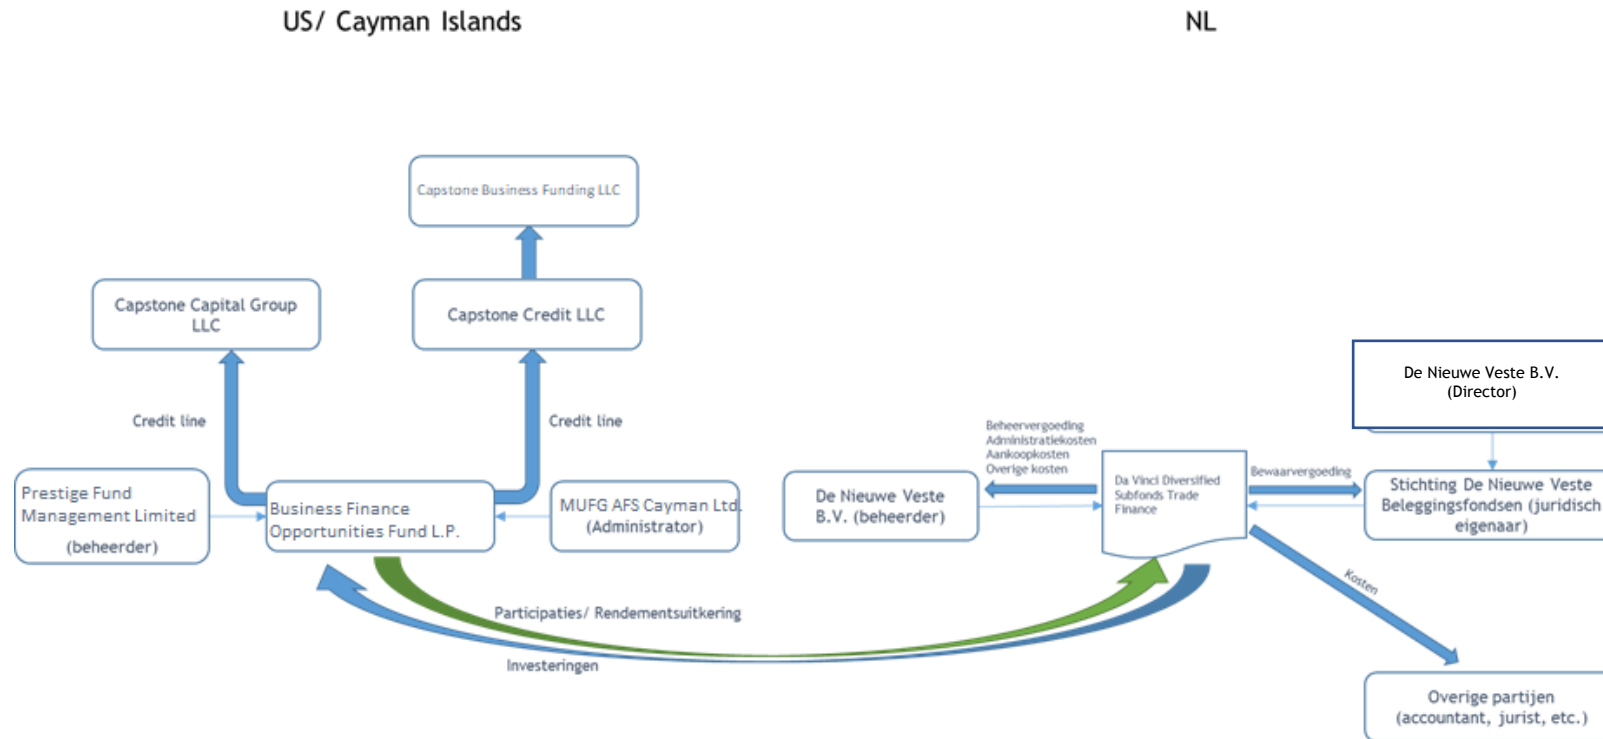 US/ Cayman Islands
NL
Capstone Business Funding LLC
Capstone Capital Group
LLC
Capstone Credit LLC
De Nieuwe Veste B.V.
(Director)
Credit line
Credit line
Beheervergoeding
Administratiekosten
Aankoopkosten
Overige kosten
Prestige Fund
Management Limited
(beheerder)
Business Finance
Opportunities Fund L.P.
MUFG AFS Cayman Ltd.
(Administrator)
De Nieuwe Veste
B.V. (beheerder)
Da Vinci Diversified
Subfonds Trade
Finance
Bewaarvergoeding
Stichting De Nieuwe Veste
Beleggingsfondsen (juridisch
eigenaar)
Kosten
Participaties/ Rendementsuitkering
Investeringen
Overige partijen
(accountant, jurist, etc.)